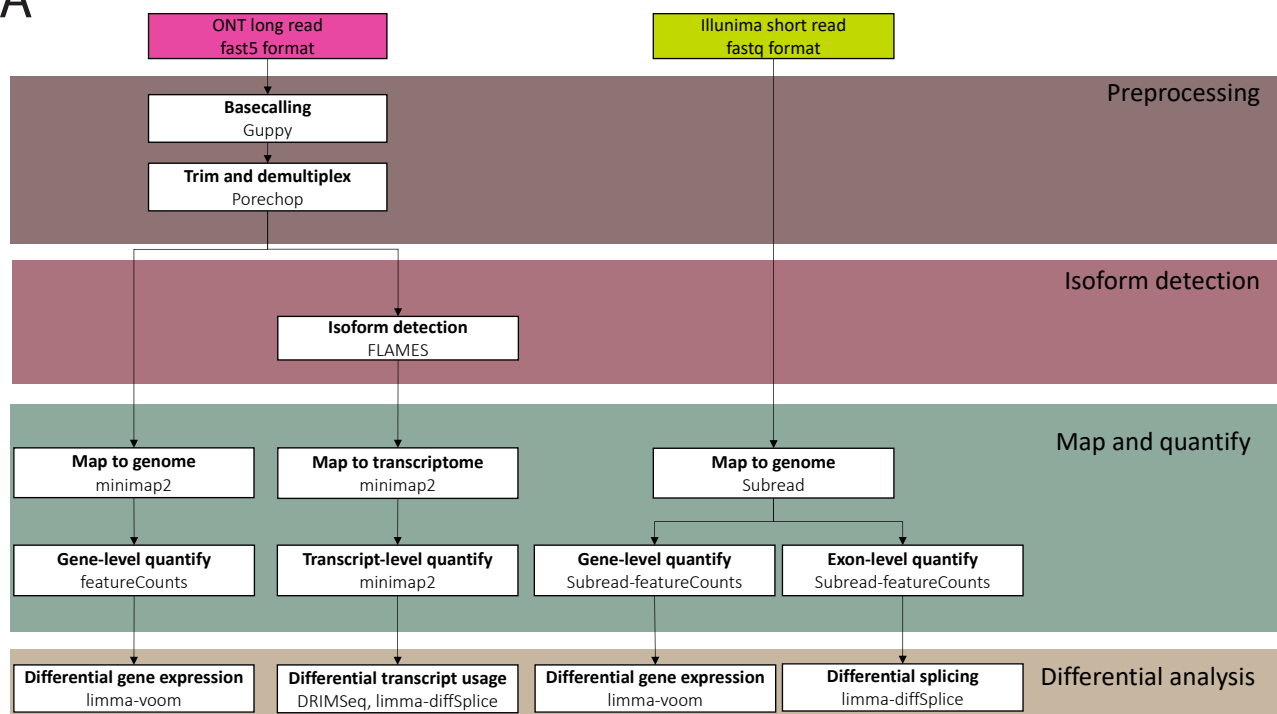 A
ONT long read
fast5 format
Illunima short read
fastq format
Preprocessing
Basecalling
Guppy
Trim and demultiplex
Porechop
Isoform detection
Isoform detection
FLAMES
Map and quantify
Map to genome
minimap2
Map to transcriptome
minimap2
Map to genome
Subread
Gene-level quantify
featureCounts
Transcript-level quantify
minimap2
Gene-level quantify
Subread-featureCounts
Exon-level quantify
Subread-featureCounts
Differential analysis
Differential gene expression
limma-voom
Differential transcript usage
DRIMSeq, limma-diffSplice
Differential gene expression
limma-voom
Differential splicing
limma-diffSplice